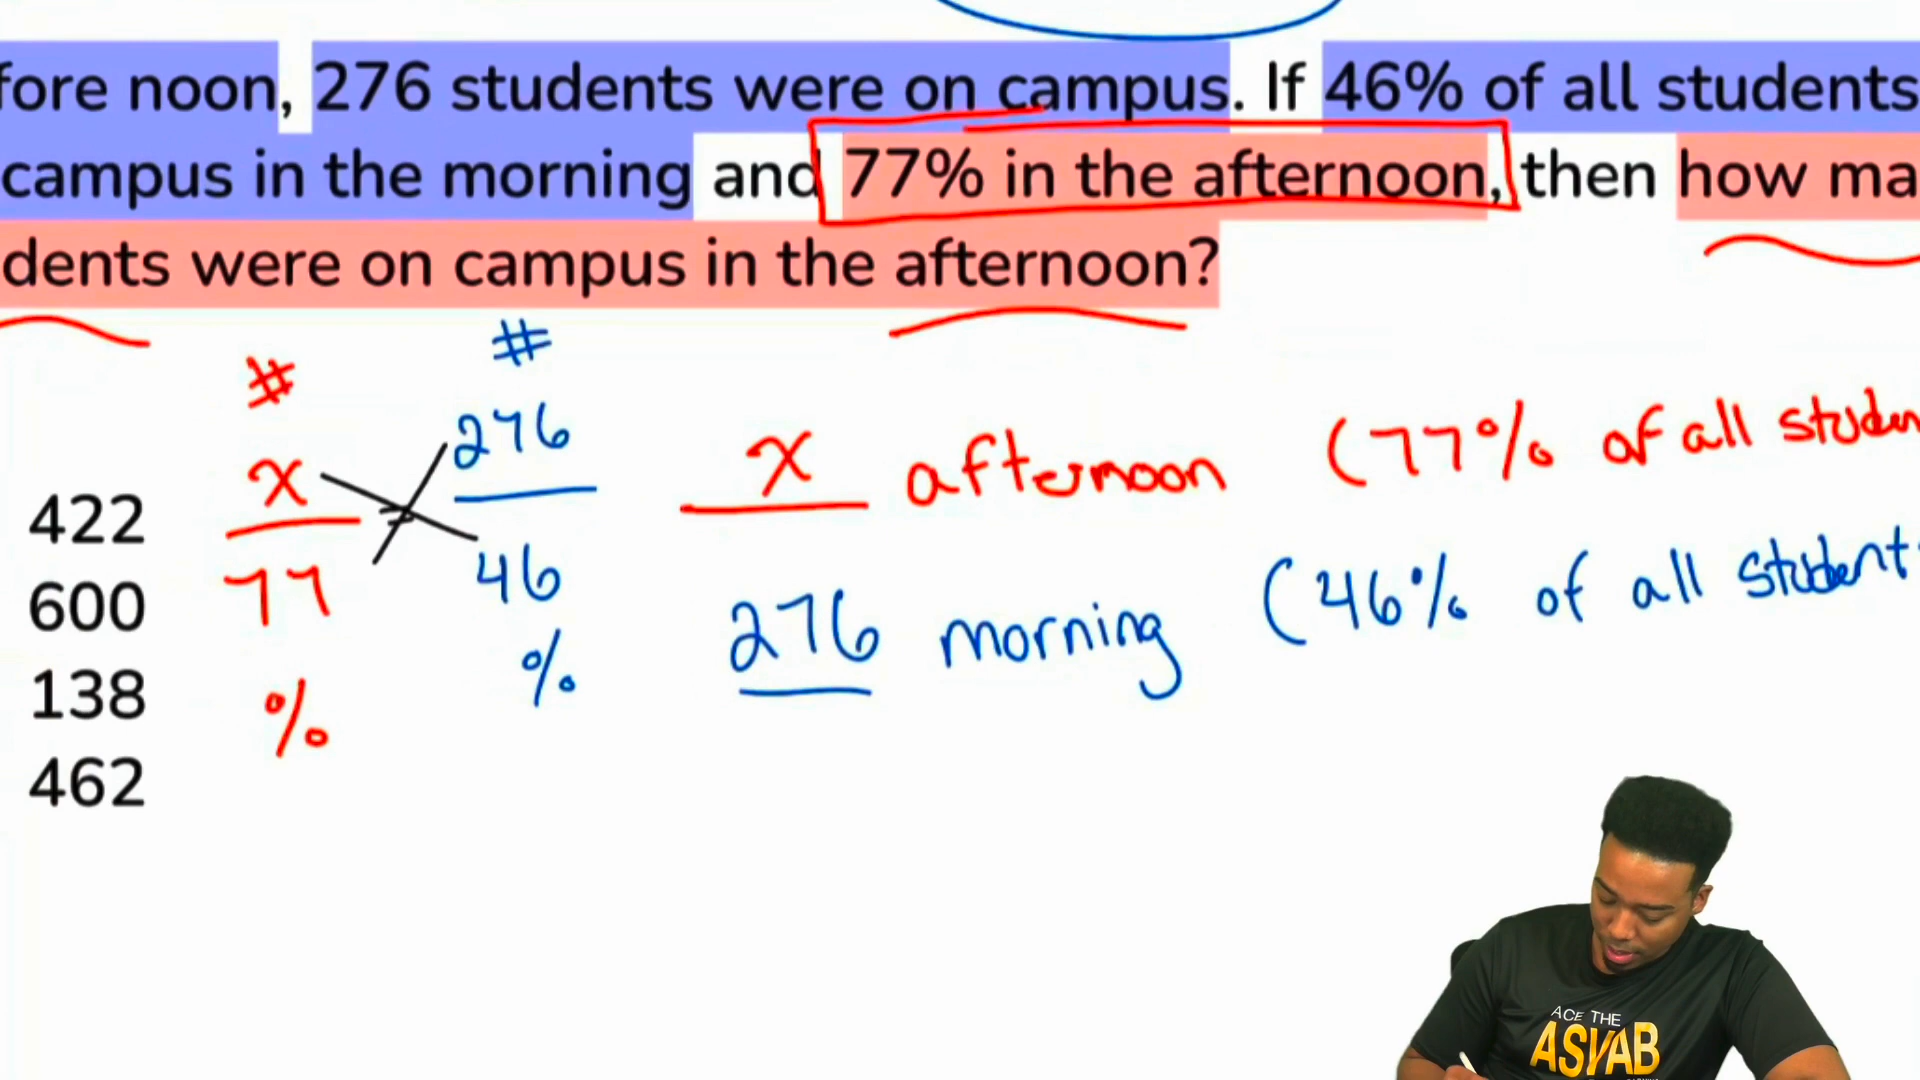 fore noon, 276 students were on campus. If 46% of all students
campus in the morning and 77% in the afternoon, then how ma
dents were on campus in the afternoon?
# #
x 276
77 46
% %
x afternoon (77% of all studen
276 morning (46% of all student
422
600
138
462
ACE THE
ASVAB